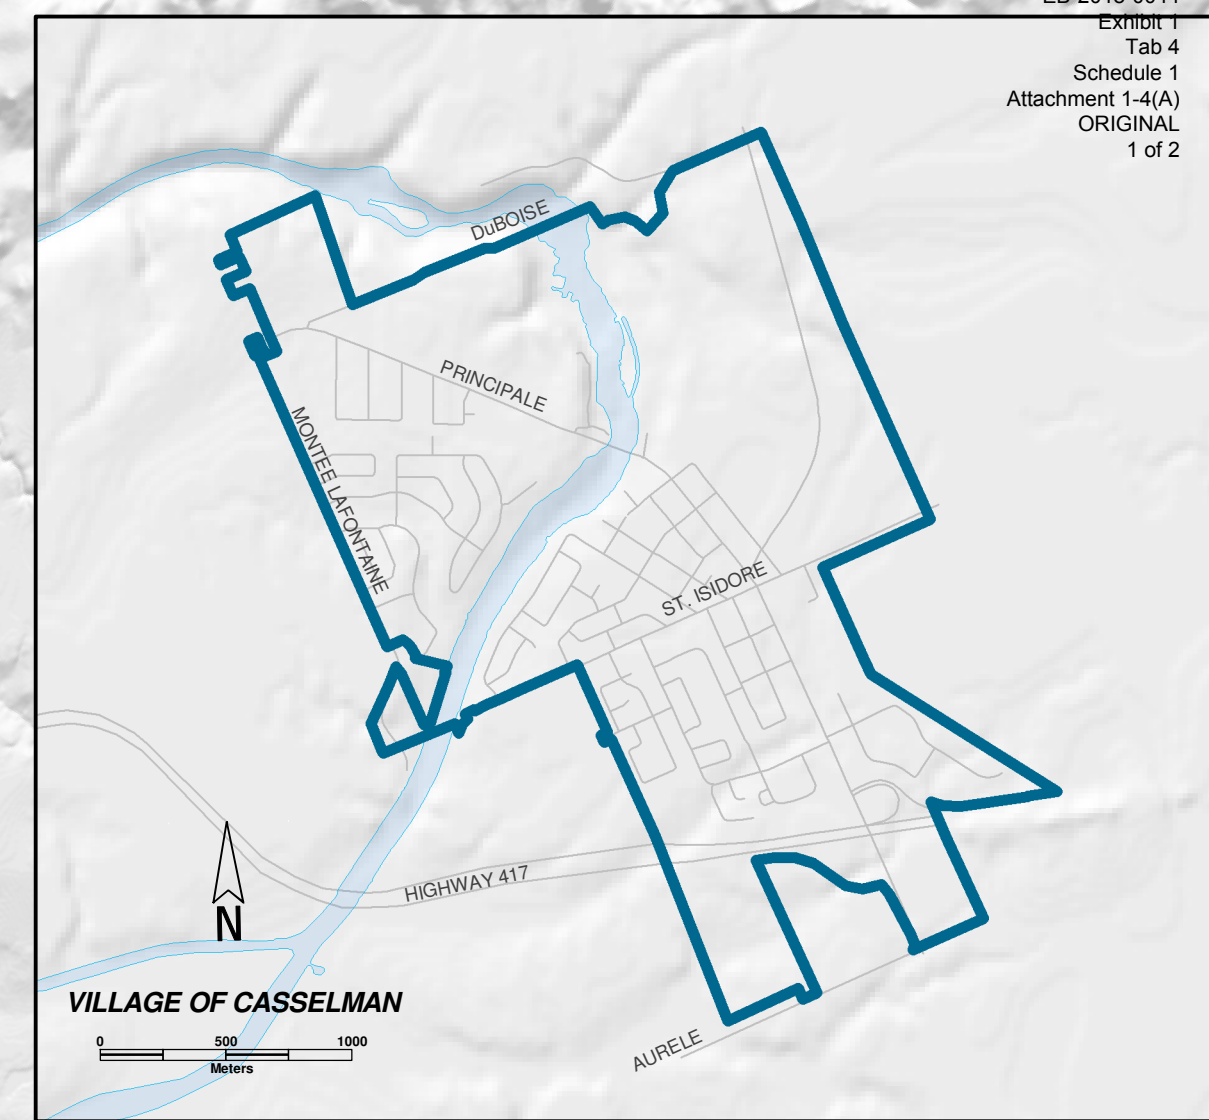 Exhibit 1
Tab 4
Schedule 1
Attachment 1-4(A)
ORIGINAL
1 of 2
DuBOISE
PRINCIPALE
MONTEE LAFONTAINE
ST. ISIDORE
HIGHWAY 417
N
VILLAGE OF CASSELMAN
0 500 1000
Meters
AURELE